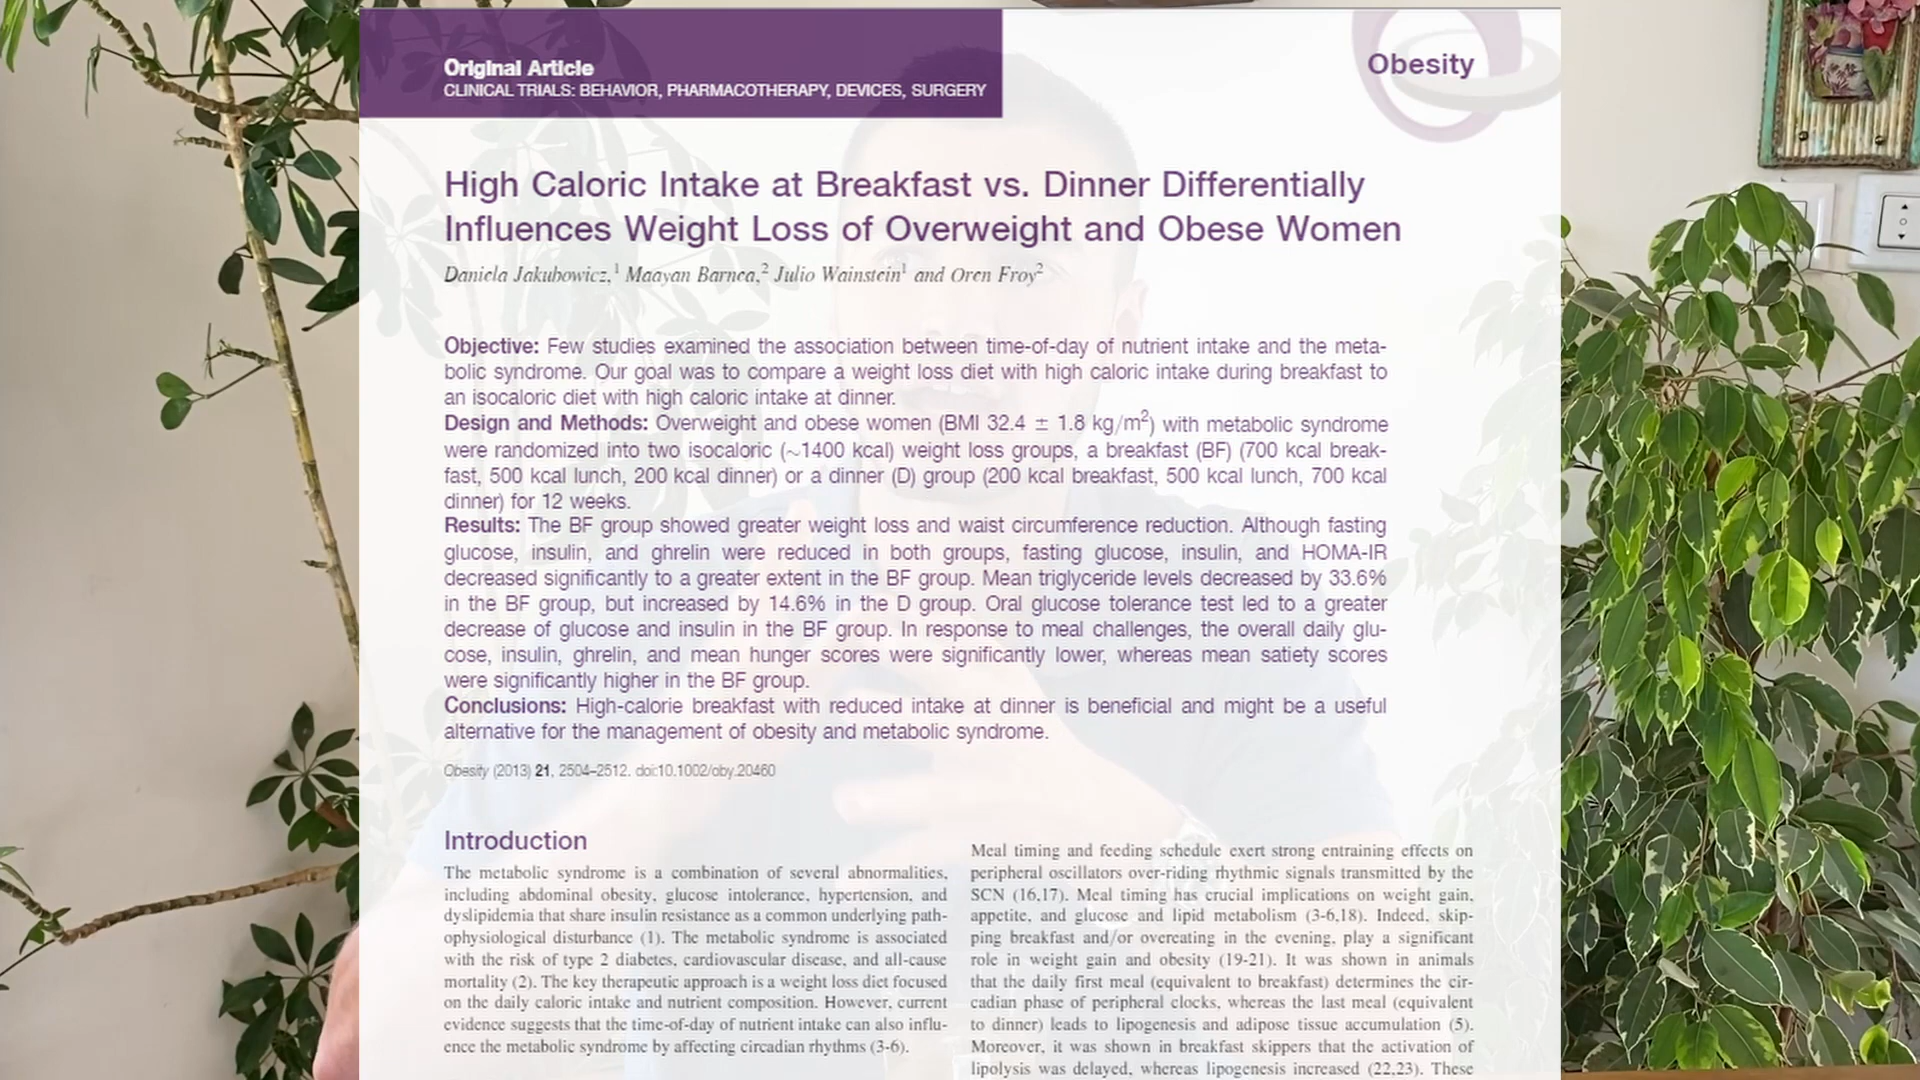 Original Article
CLINICAL TRIALS: BEHAVIOR, PHARMACOTHERAPY, DEVICES, SURGERY
Obesity
High Caloric Intake at Breakfast vs. Dinner Differentially
Influences Weight Loss of Overweight and Obese Women
Daniela Jakubowicz,¹ Maayan Barnea,² Julio Wainstein¹ and Oren Froy²
Objective: Few studies examined the association between time-of-day of nutrient intake and the meta-
bolic syndrome. Our goal was to compare a weight loss diet with high caloric intake during breakfast to
an isocaloric diet with high caloric intake at dinner.
Design and Methods: Overweight and obese women (BMI 32.4 ± 1.8 kg/m²) with metabolic syndrome
were randomized into two isocaloric (~1400 kcal) weight loss groups, a breakfast (BF) (700 kcal break-
fast, 500 kcal lunch, 200 kcal dinner) or a dinner (D) group (200 kcal breakfast, 500 kcal lunch, 700 kcal
dinner) for 12 weeks.
Results: The BF group showed greater weight loss and waist circumference reduction. Although fasting
glucose, insulin, and ghrelin were reduced in both groups, fasting glucose, insulin, and HOMA-IR
decreased significantly to a greater extent in the BF group. Mean triglyceride levels decreased by 33.6%
in the BF group, but increased by 14.6% in the D group. Oral glucose tolerance test led to a greater
decrease of glucose and insulin in the BF group. In response to meal challenges, the overall daily glu-
cose, insulin, ghrelin, and mean hunger scores were significantly lower, whereas mean satiety scores
were significantly higher in the BF group.
Conclusions: High-calorie breakfast with reduced intake at dinner is beneficial and might be a useful
alternative for the management of obesity and metabolic syndrome.
Obesity (2013) 21, 2504–2512. doi:10.1002/oby.20460
Introduction
The metabolic syndrome is a combination of several abnormalities,
including abdominal obesity, glucose intolerance, hypertension, and
dyslipidemia that share insulin resistance as a common underlying path-
ophysiological disturbance (1). The metabolic syndrome is associated
with the risk of type 2 diabetes, cardiovascular disease, and all-cause
mortality (2). The key therapeutic approach is a weight loss diet focused
on the daily caloric intake and nutrient composition. However, current
evidence suggests that the time-of-day of nutrient intake can also influ-
ence the metabolic syndrome by affecting circadian rhythms (3-6).
Meal timing and feeding schedule exert strong entraining effects on
peripheral oscillators over-riding rhythmic signals transmitted by the
SCN (16,17). Meal timing has crucial implications on weight gain,
appetite, and glucose and lipid metabolism (3-6,18). Indeed, skip-
ping breakfast and/or overeating in the evening, play a significant
role in weight gain and obesity (19-21). It was shown in animals
that the daily first meal (equivalent to breakfast) determines the cir-
cadian phase of peripheral clocks, whereas the last meal (equivalent
to dinner) leads to lipogenesis and adipose tissue accumulation (5).
Moreover, it was shown in breakfast skippers that the activation of
lipolysis was delayed, whereas lipogenesis increased (22,23). These